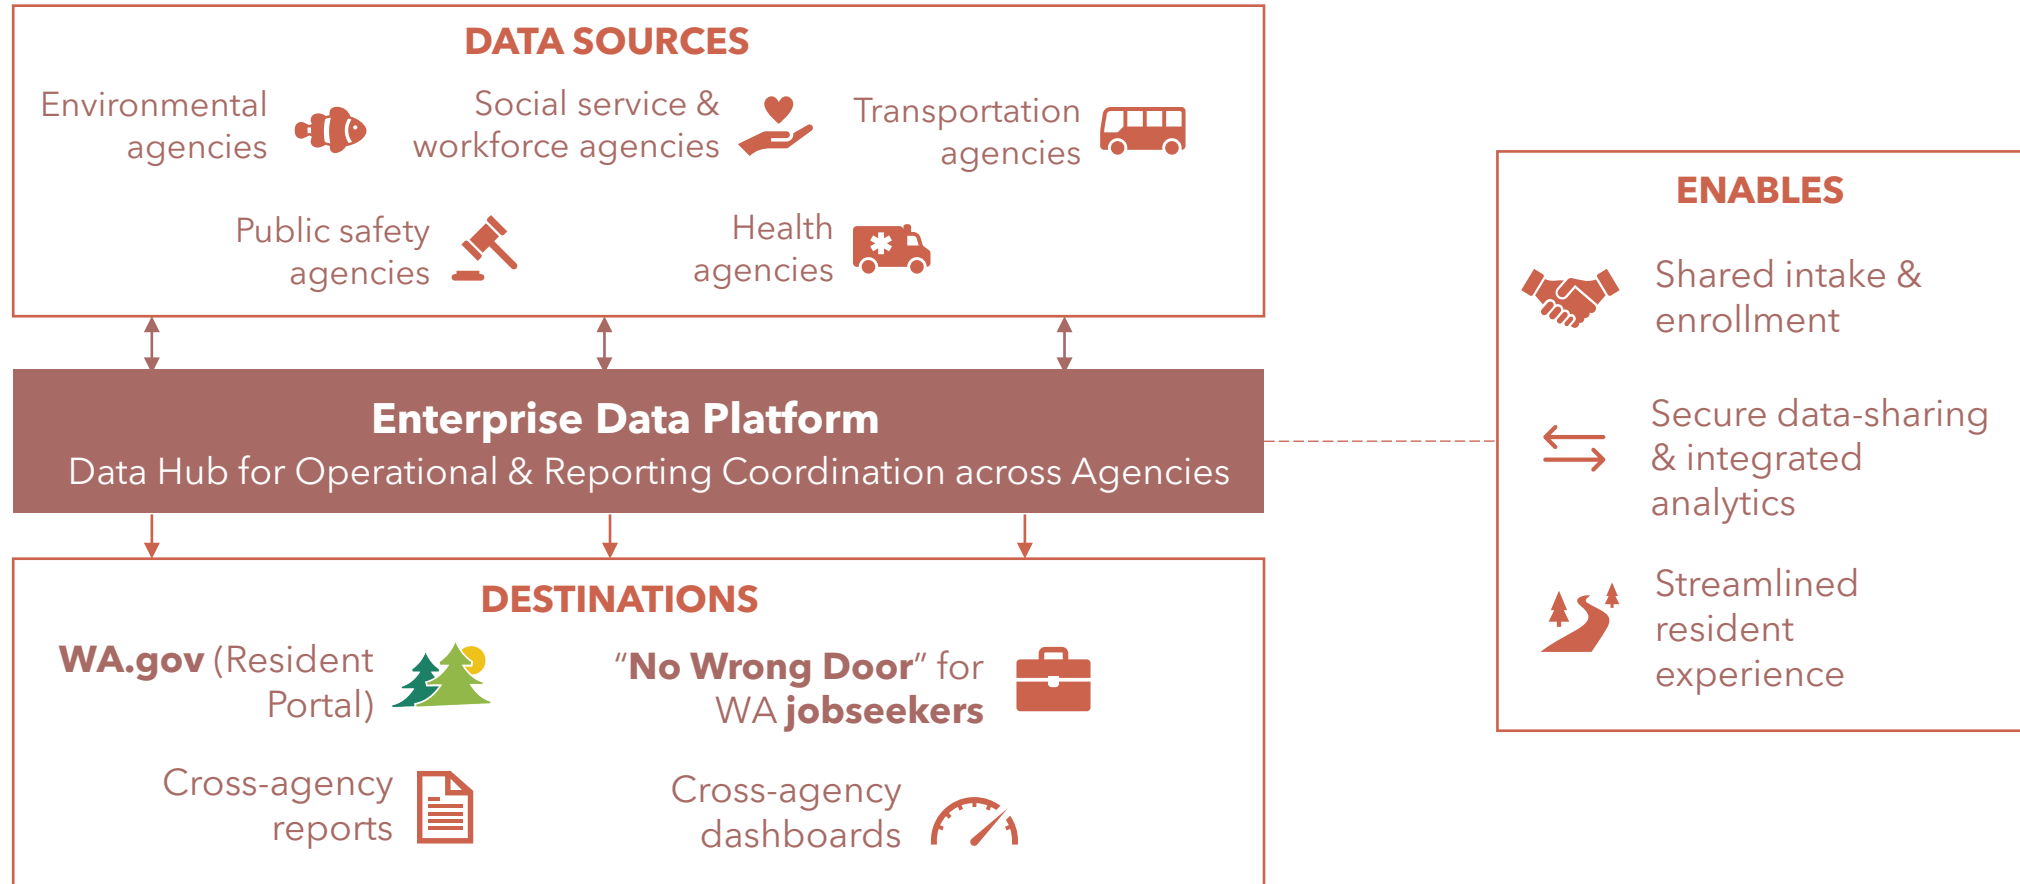 DATA SOURCES
Environmental
agencies
Social service &
workforce agencies
Transportation
agencies
Public safety
agencies
Health
agencies
Enterprise Data Platform
Data Hub for Operational & Reporting Coordination across Agencies
DESTINATIONS
WA.gov (Resident
Portal)
“No Wrong Door” for
WA jobseekers
Cross-agency
reports
Cross-agency
dashboards
ENABLES
Shared intake &
enrollment
Secure data-sharing
& integrated
analytics
Streamlined
resident
experience